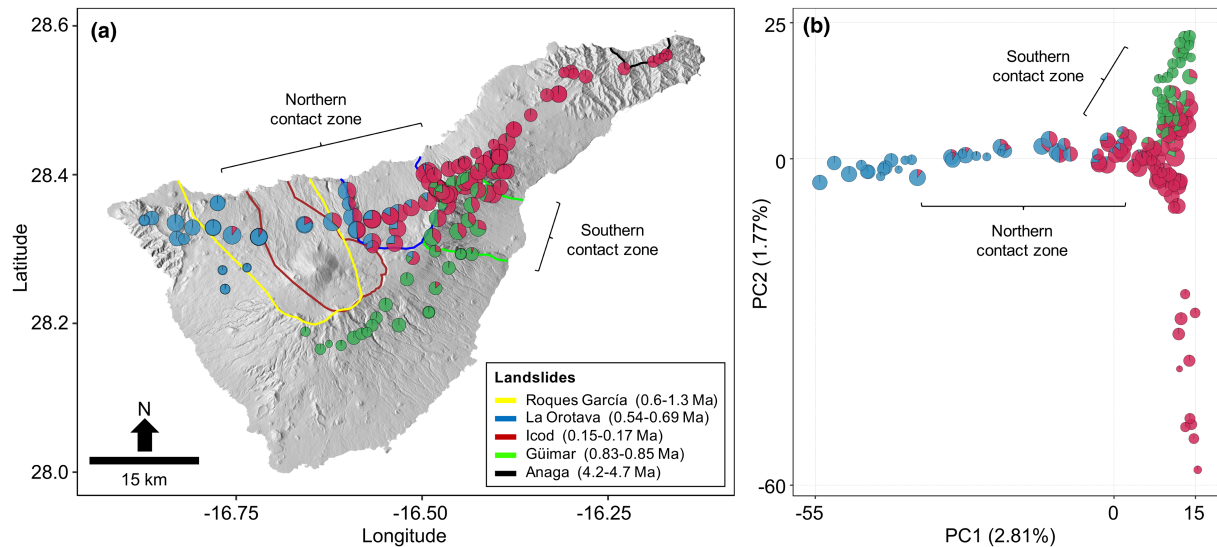 (a)
28.6
28.4
28.2
28.0
Latitude
Northern
contact zone
Southern
contact zone
N
15 km
Landslides
Roques García (0.6-1.3 Ma)
La Orotava (0.54-0.69 Ma)
Icod (0.15-0.17 Ma)
Güimar (0.83-0.85 Ma)
Anaga (4.2-4.7 Ma)
-16.75
-16.50
-16.25
Longitude
(b)
25
0
-60
PC2 (1.77%)
Southern
contact zone
Northern
contact zone
-55
0
15
PC1 (2.81%)